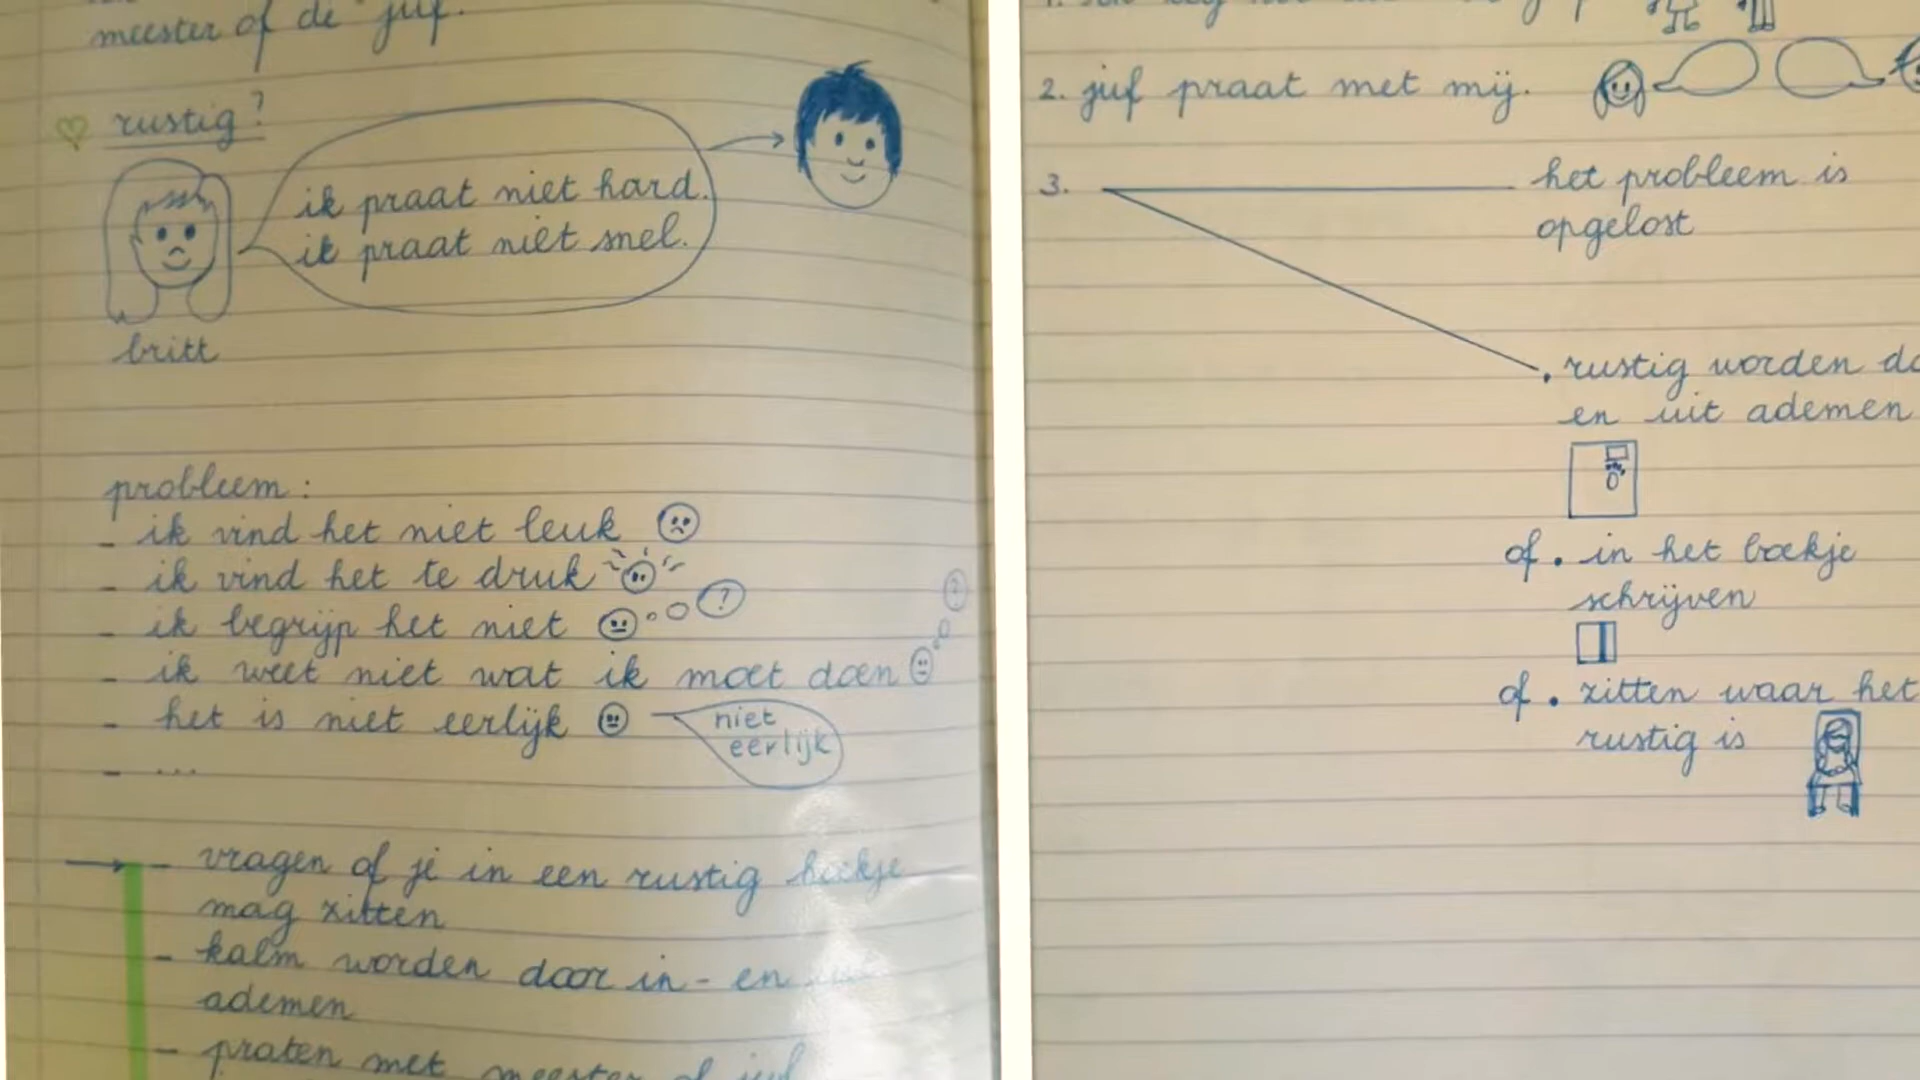 meester of de juf.
rustig?
ik praat niet hard.
ik praat niet snel.
britt
probleem:
- ik vind het niet leuk
- ik vind het te druk
- ik begrijp het niet ?
- ik weet niet wat ik moet doen ?
- het is niet eerlijk
niet
eerlijk
- ...
- vragen of je in een rustig hoekje
mag zitten
- kalm worden door in- en
ademen
- praten met meester of juf
1.
2. juf praat met mij.
3. het probleem is
opgelost
. rustig worden
en uit ademen
of . in het boekje
schrijven
of . zitten waar het
rustig is